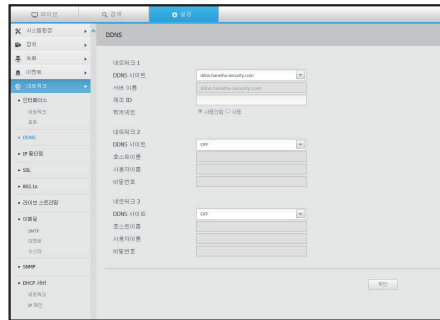 라이브
검색
설정
시스템환경
장치
녹화
이벤트
네트워크
• 인터페이스
네트워크
포트
• DDNS
• IP 필터링
• SSL
• 802.1x
• 라이브 스트리밍
• 이메일
SMTP
이벤트
수신자
• SNMP
• DHCP 서버
네트워크
IP 확인
DDNS
네트워크 1
DDNS 사이트 ddns.hanwha-security.com
서버 이름 ddns.hanwha-security.com
제조 ID
퀵커넥트 사용안함 사용
네트워크 2
DDNS 사이트 OFF
호스트이름
사용자이름
비밀번호
네트워크 3
DDNS 사이트 OFF
호스트이름
사용자이름
비밀번호
확인